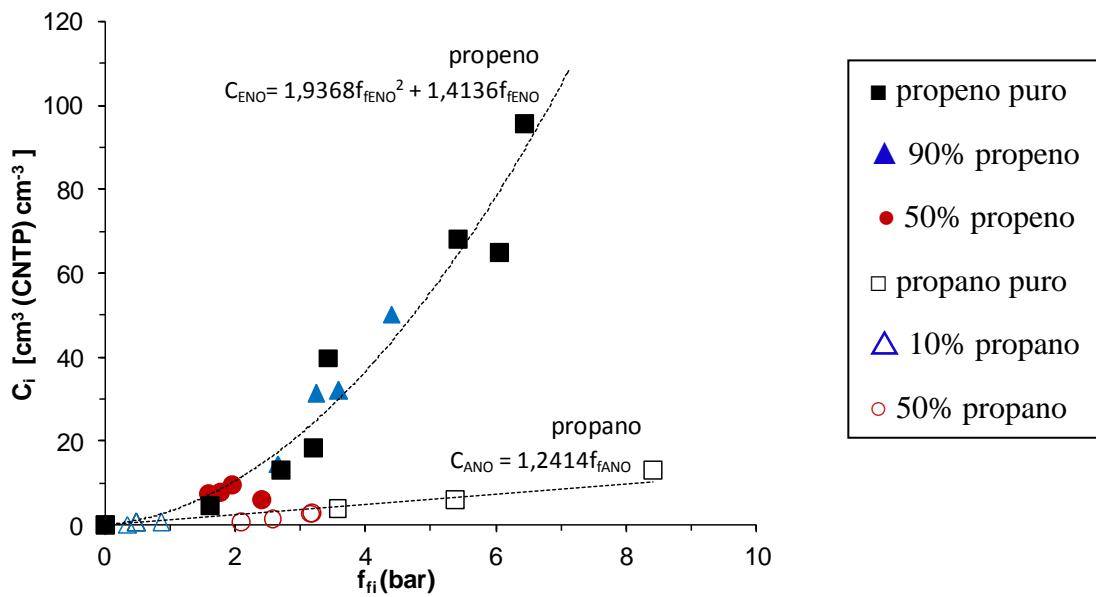 120
100
80
60
40
20
0
0
2
4
6
8
10
C_i [cm³ (CNTP) cm⁻³]
f_fi (bar)
propeno
C_ENO= 1,9368f_fENO² + 1,4136f_fENO
propano
C_ANO = 1,2414f_fANO
propeno puro
90% propeno
50% propeno
propano puro
10% propano
50% propano